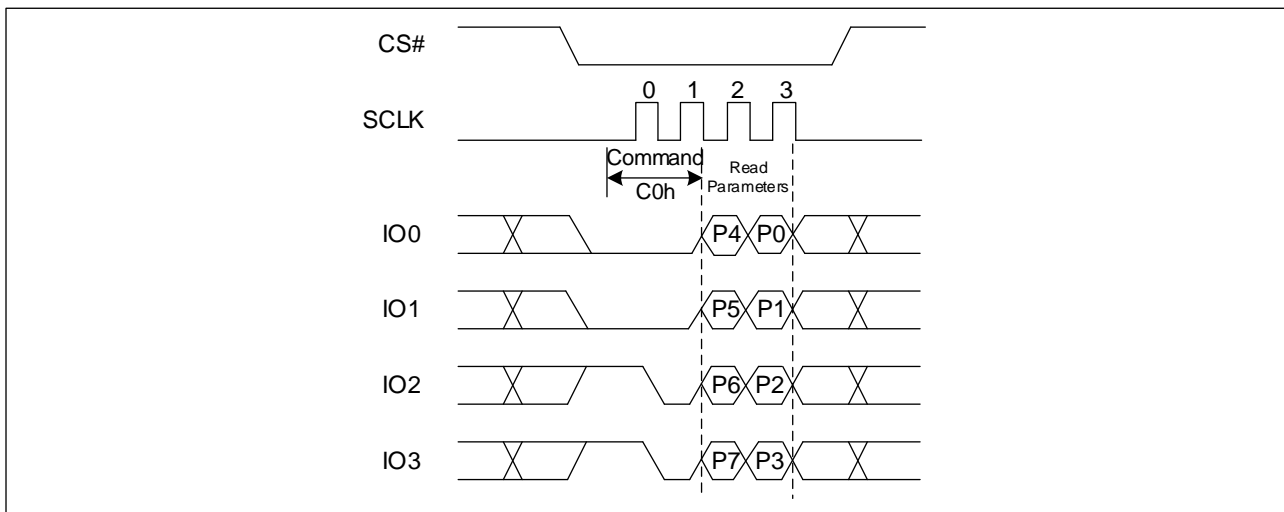 CS#
0 1 2 3
SCLK
Command
C0h
Read
Parameters
IO0 P4 P0
IO1 P5 P1
IO2 P6 P2
IO3 P7 P3